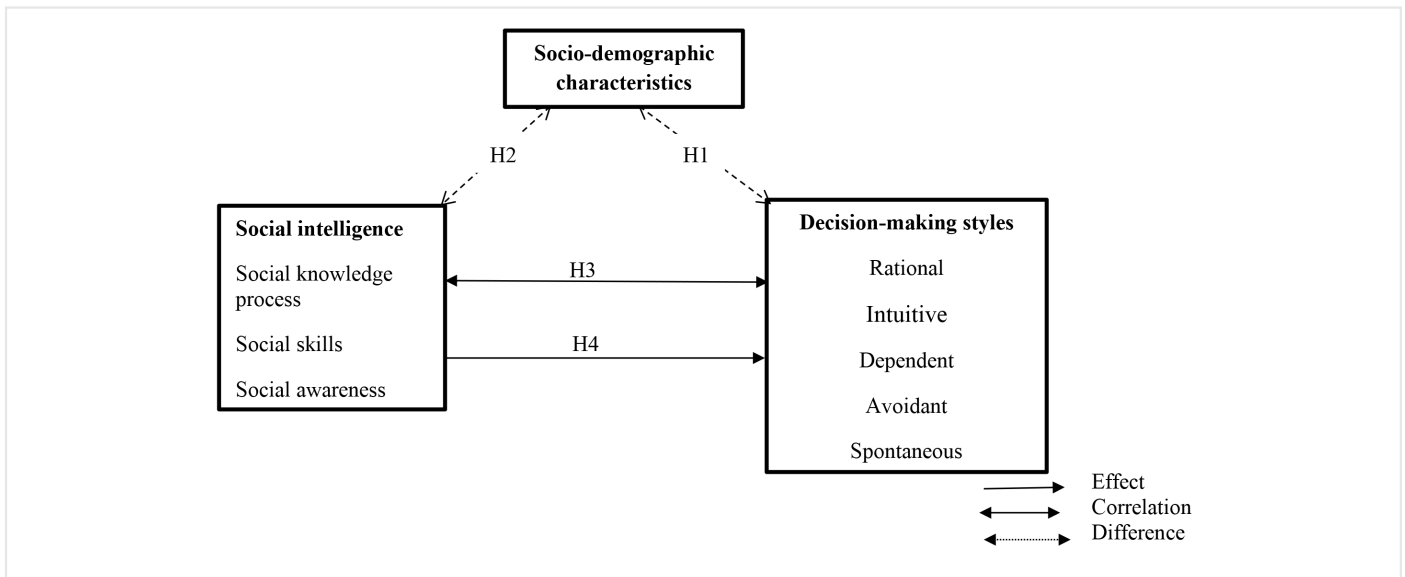 Socio-demographic
characteristics
H2
H1
Social intelligence
Social knowledge
process
Social skills
Social awareness
H3
H4
Decision-making styles
Rational
Intuitive
Dependent
Avoidant
Spontaneous
Effect
Correlation
Difference